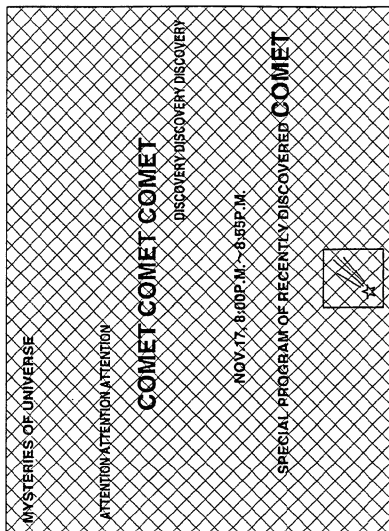 MYSTERIES OF UNIVERSE
ATTENTION ATTENTION ATTENTION
COMET COMET COMET
DISCOVERY DISCOVERY DISCOVERY
NOV.17, 8:00P.M.~8:55P.M.
SPECIAL PROGRAM OF RECENTLY DISCOVERED COMET